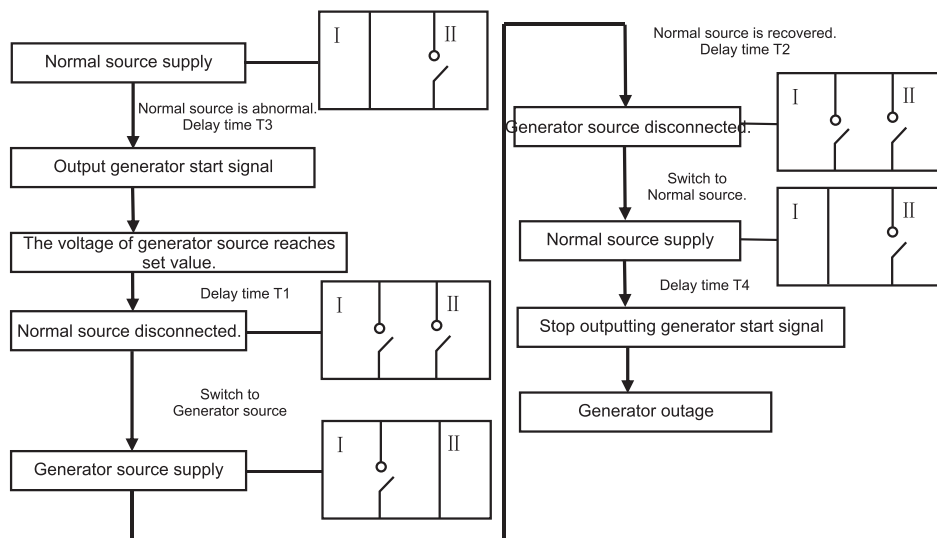 Normal source supply
Ⅰ
Ⅱ
Normal source is abnormal.
Delay time T3
Output generator start signal
The voltage of generator source reaches
set value.
Delay time T1
Normal source disconnected.
Ⅰ
Ⅱ
Switch to
Generator source
Generator source supply
Ⅰ
Ⅱ
Normal source is recovered.
Delay time T2
Generator source disconnected.
Ⅰ
Ⅱ
Switch to
Normal source.
Normal source supply
Ⅰ
Ⅱ
Delay time T4
Stop outputting generator start signal
Generator outage